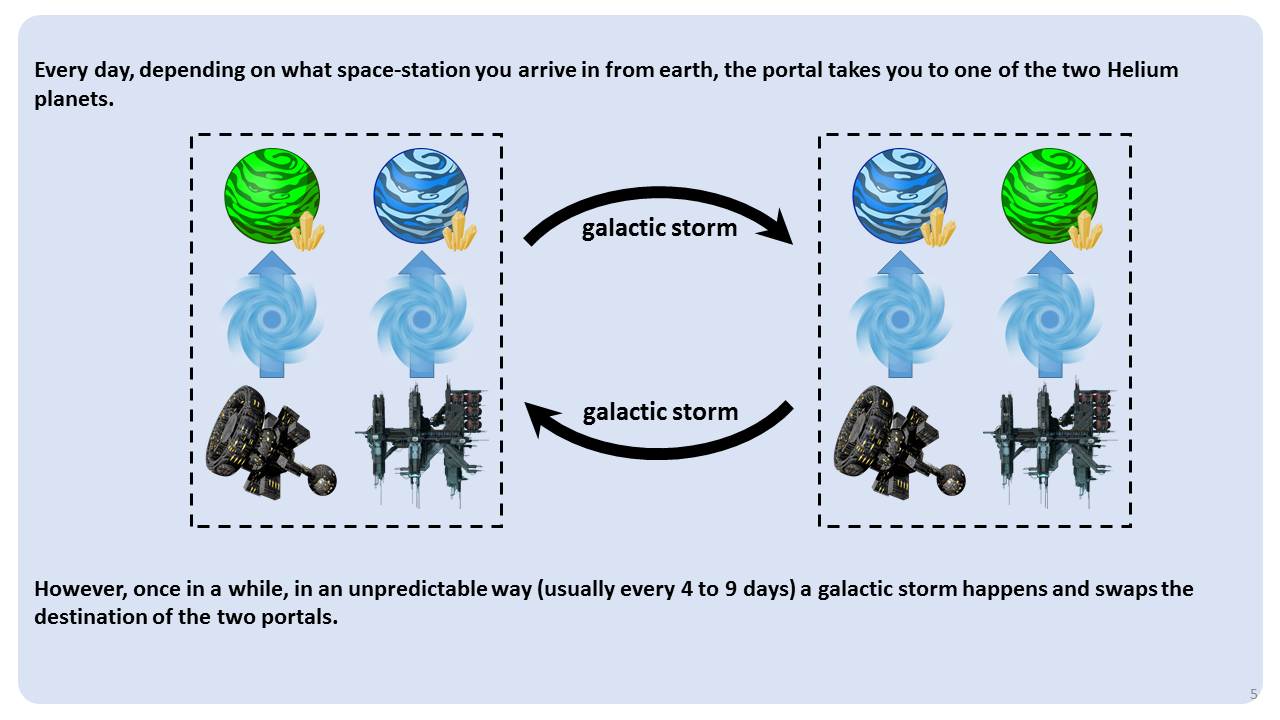 Every day, depending on what space-station you arrive in from earth, the portal takes you to one of the two Helium
planets.
galactic storm
galactic storm
However, once in a while, in an unpredictable way (usually every 4 to 9 days) a galactic storm happens and swaps the
destination of the two portals.
5